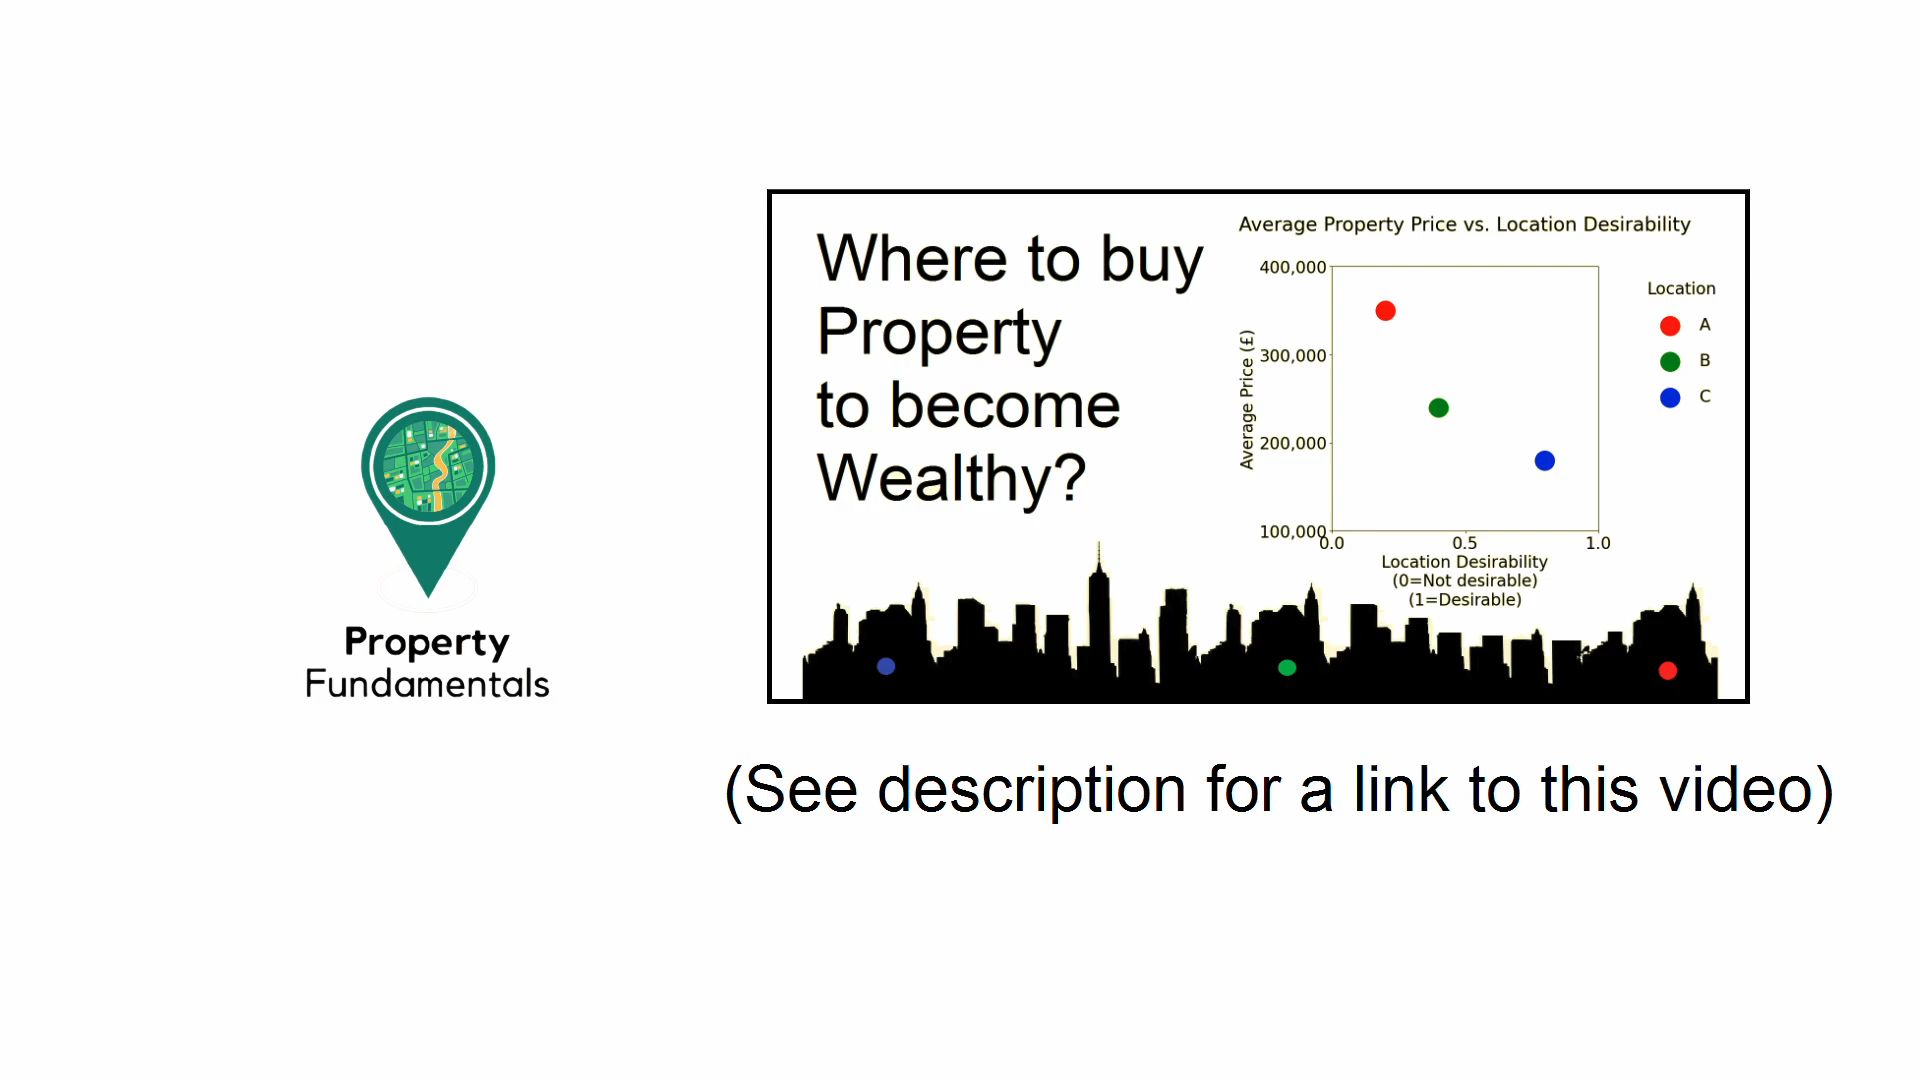 Property
Fundamentals
Where to buy
Property
to become
Wealthy?
Average Property Price vs. Location Desirability
400,000
300,000
200,000
100,000
Average Price (£)
0.0 0.5 1.0
Location Desirability
(0=Not desirable)
(1=Desirable)
Location
A
B
C
(See description for a link to this video)